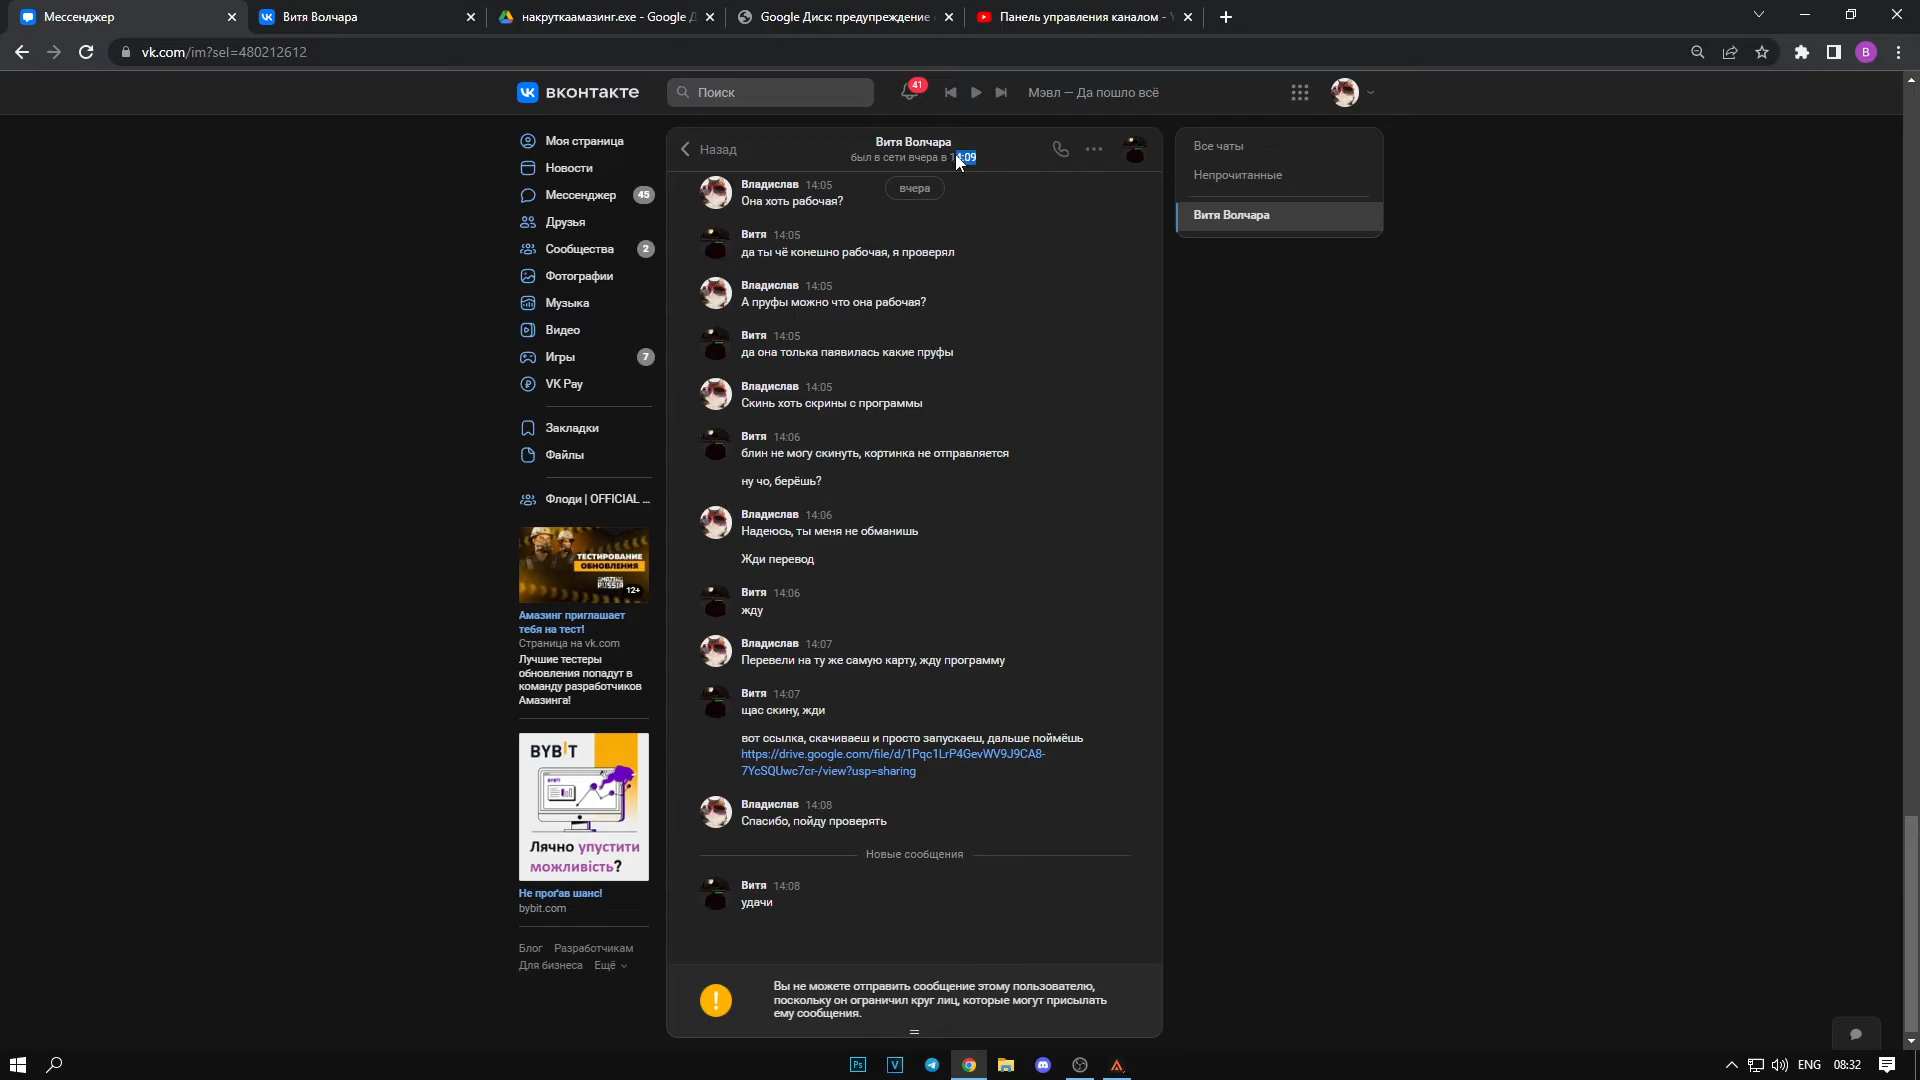 Мессенджер
Витя Волчара
накруткаамазинг.exe - Google Д
Google Диск: предупреждение о
Панель управления каналом - Y
vk.com/im?sel=480212612
B
вконтакте
Поиск
41
Мэвл — Да пошло всё
Моя страница
Новости
Мессенджер 45
Друзья
Сообщества 2
Фотографии
Музыка
Видео
Игры 7
VK Pay
Закладки
Файлы
Флоди | OFFICIAL ...
ТЕСТИРОВАНИЕ
ОБНОВЛЕНИЯ
AMAZING
RUSSIA
12+
Амазинг приглашает
тебя на тест!
Страница на vk.com
Лучшие тестеры
обновления попадут в
команду разработчиков
Амазинга!
BYBIT
Лячно упустити
можливість?
Не проґав шанс!
bybit.com
Блог Разработчикам
Для бизнеса Ещё
Назад
Витя Волчара
был в сети вчера в 14:09
вчера
Владислав 14:05
Она хоть рабочая?
Витя 14:05
да ты чё конешно рабочая, я проверял
Владислав 14:05
А пруфы можно что она рабочая?
Витя 14:05
да она толька паявилась какие пруфы
Владислав 14:05
Скинь хоть скрины с программы
Витя 14:06
блин не могу скинуть, кортинка не отправляется
ну чо, берёшь?
Владислав 14:06
Надеюсь, ты меня не обманишь
Жди перевод
Витя 14:06
жду
Владислав 14:07
Перевели на ту же самую карту, жду программу
Витя 14:07
щас скину, жди
вот ссылка, скачиваеш и просто запускаеш, дальше поймёшь
https://drive.google.com/file/d/1Pqc1LrP4GevWV9J9CA8-
7YcSQUwc7cr-/view?usp=sharing
Владислав 14:08
Спасибо, пойду проверять
Новые сообщения
Витя 14:08
удачи
Вы не можете отправить сообщение этому пользователю,
поскольку он ограничил круг лиц, которые могут присылать
ему сообщения.
Все чаты
Непрочитанные
Витя Волчара
Ps
V
ENG 08:32